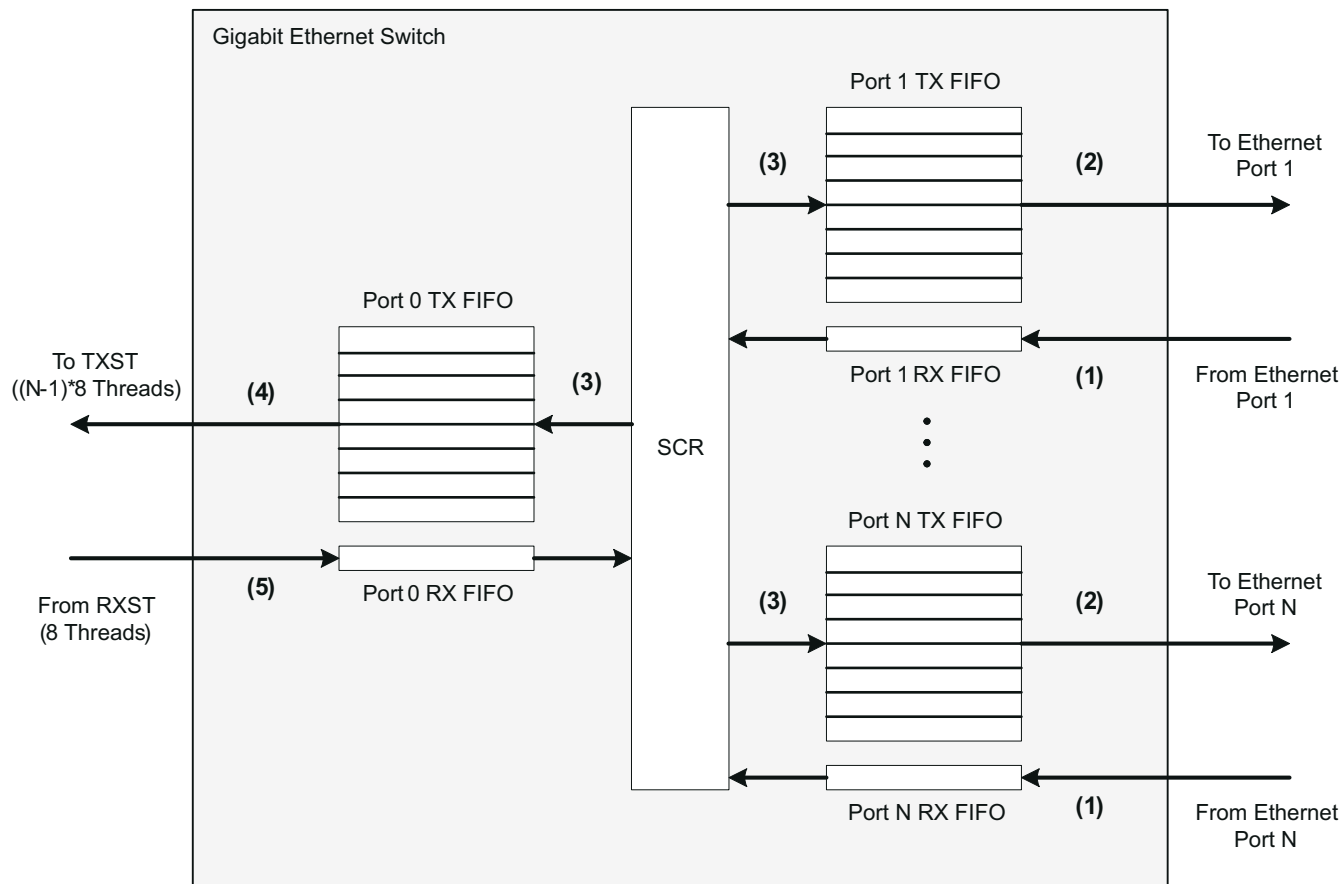 Gigabit Ethernet Switch
Port 1 TX FIFO
(3)
(2)
To Ethernet
Port 1
Port 0 TX FIFO
To TXST
((N-1)*8 Threads)
(4)
(3)
Port 1 RX FIFO
(1)
From Ethernet
Port 1
SCR
Port N TX FIFO
(5)
Port 0 RX FIFO
From RXST
(8 Threads)
(3)
(2)
To Ethernet
Port N
Port N RX FIFO
(1)
From Ethernet
Port N